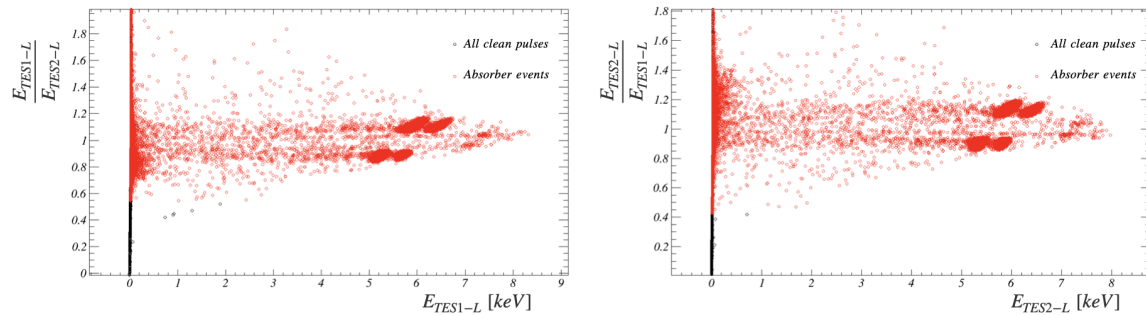 2
1.8
1.6
1.4
1.2
1
0.8
0.6
0.4
0.2
0
0 1 2 3 4 5 6 7 8 9
E_TES1−L
E_TES2−L
E_TES1−L [keV]
All clean pulses
Absorber events
1.8
1.6
1.4
1.2
1
0.8
0.6
0.4
0.2
0 1 2 3 4 5 6 7 8
E_TES2−L
E_TES1−L
E_TES2−L [keV]
All clean pulses
Absorber events